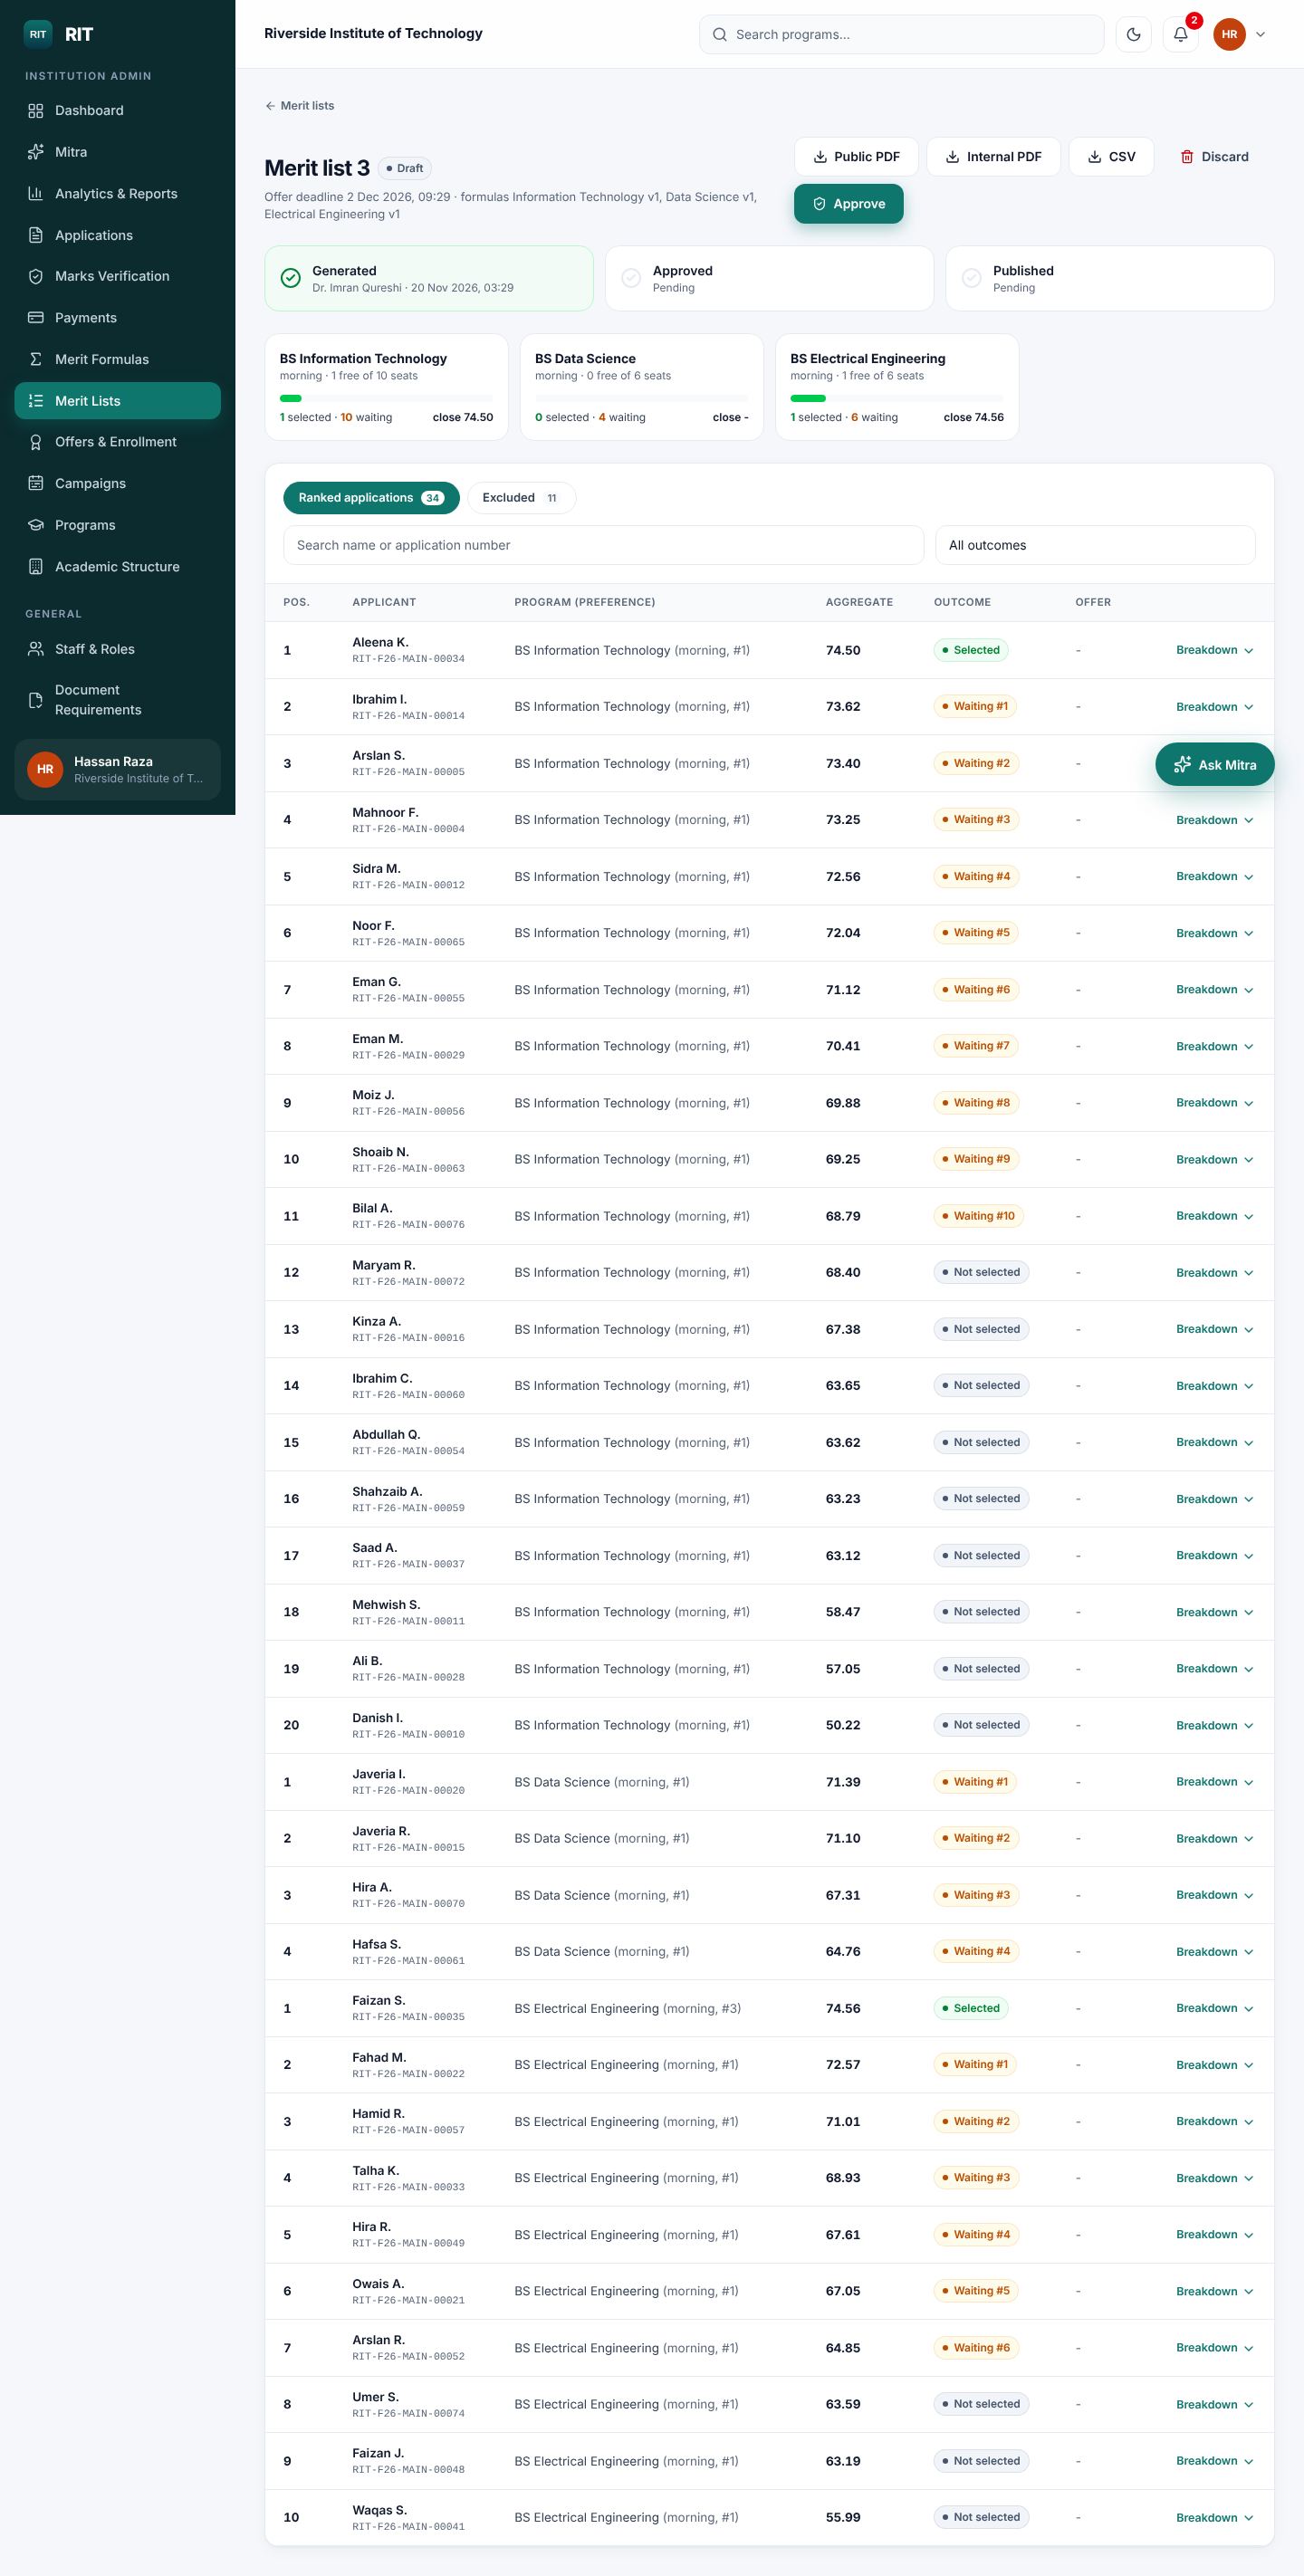 RIT RIT
INSTITUTION ADMIN
Dashboard
Mitra
Analytics & Reports
Applications
Marks Verification
Payments
Merit Formulas
Merit Lists
Offers & Enrollment
Campaigns
Programs
Academic Structure
GENERAL
Staff & Roles
Document
Requirements
HR Hassan Raza
Riverside Institute of T...
Riverside Institute of Technology
Search programs...
2
HR
Merit lists
Merit list 3 Draft
Offer deadline 2 Dec 2026, 09:29 · formulas Information Technology v1, Data Science v1,
Electrical Engineering v1
Public PDF Internal PDF CSV Discard
Approve
Generated
Dr. Imran Qureshi · 20 Nov 2026, 03:29
Approved
Pending
Published
Pending
BS Information Technology
morning · 1 free of 10 seats
1 selected · 10 waiting close 74.50
BS Data Science
morning · 0 free of 6 seats
0 selected · 4 waiting close -
BS Electrical Engineering
morning · 1 free of 6 seats
1 selected · 6 waiting close 74.56
Ranked applications 34 Excluded 11
Search name or application number All outcomes
POS. APPLICANT PROGRAM (PREFERENCE) AGGREGATE OUTCOME OFFER
1 Aleena K. BS Information Technology (morning, #1) 74.50 Selected - Breakdown
RIT-F26-MAIN-00034
2 Ibrahim I. BS Information Technology (morning, #1) 73.62 Waiting #1 - Breakdown
RIT-F26-MAIN-00014
3 Arslan S. BS Information Technology (morning, #1) 73.40 Waiting #2 - Ask Mitra
RIT-F26-MAIN-00005
4 Mahnoor F. BS Information Technology (morning, #1) 73.25 Waiting #3 - Breakdown
RIT-F26-MAIN-00004
5 Sidra M. BS Information Technology (morning, #1) 72.56 Waiting #4 - Breakdown
RIT-F26-MAIN-00012
6 Noor F. BS Information Technology (morning, #1) 72.04 Waiting #5 - Breakdown
RIT-F26-MAIN-00065
7 Eman G. BS Information Technology (morning, #1) 71.12 Waiting #6 - Breakdown
RIT-F26-MAIN-00055
8 Eman M. BS Information Technology (morning, #1) 70.41 Waiting #7 - Breakdown
RIT-F26-MAIN-00029
9 Moiz J. BS Information Technology (morning, #1) 69.88 Waiting #8 - Breakdown
RIT-F26-MAIN-00056
10 Shoaib N. BS Information Technology (morning, #1) 69.25 Waiting #9 - Breakdown
RIT-F26-MAIN-00063
11 Bilal A. BS Information Technology (morning, #1) 68.79 Waiting #10 - Breakdown
RIT-F26-MAIN-00076
12 Maryam R. BS Information Technology (morning, #1) 68.40 Not selected - Breakdown
RIT-F26-MAIN-00072
13 Kinza A. BS Information Technology (morning, #1) 67.38 Not selected - Breakdown
RIT-F26-MAIN-00016
14 Ibrahim C. BS Information Technology (morning, #1) 63.65 Not selected - Breakdown
RIT-F26-MAIN-00060
15 Abdullah Q. BS Information Technology (morning, #1) 63.62 Not selected - Breakdown
RIT-F26-MAIN-00054
16 Shahzaib A. BS Information Technology (morning, #1) 63.23 Not selected - Breakdown
RIT-F26-MAIN-00059
17 Saad A. BS Information Technology (morning, #1) 63.12 Not selected - Breakdown
RIT-F26-MAIN-00037
18 Mehwish S. BS Information Technology (morning, #1) 58.47 Not selected - Breakdown
RIT-F26-MAIN-00011
19 Ali B. BS Information Technology (morning, #1) 57.05 Not selected - Breakdown
RIT-F26-MAIN-00028
20 Danish I. BS Information Technology (morning, #1) 50.22 Not selected - Breakdown
RIT-F26-MAIN-00010
1 Javeria I. BS Data Science (morning, #1) 71.39 Waiting #1 - Breakdown
RIT-F26-MAIN-00020
2 Javeria R. BS Data Science (morning, #1) 71.10 Waiting #2 - Breakdown
RIT-F26-MAIN-00015
3 Hira A. BS Data Science (morning, #1) 67.31 Waiting #3 - Breakdown
RIT-F26-MAIN-00070
4 Hafsa S. BS Data Science (morning, #1) 64.76 Waiting #4 - Breakdown
RIT-F26-MAIN-00061
1 Faizan S. BS Electrical Engineering (morning, #3) 74.56 Selected - Breakdown
RIT-F26-MAIN-00035
2 Fahad M. BS Electrical Engineering (morning, #1) 72.57 Waiting #1 - Breakdown
RIT-F26-MAIN-00022
3 Hamid R. BS Electrical Engineering (morning, #1) 71.01 Waiting #2 - Breakdown
RIT-F26-MAIN-00057
4 Talha K. BS Electrical Engineering (morning, #1) 68.93 Waiting #3 - Breakdown
RIT-F26-MAIN-00033
5 Hira R. BS Electrical Engineering (morning, #1) 67.61 Waiting #4 - Breakdown
RIT-F26-MAIN-00049
6 Owais A. BS Electrical Engineering (morning, #1) 67.05 Waiting #5 - Breakdown
RIT-F26-MAIN-00021
7 Arslan R. BS Electrical Engineering (morning, #1) 64.85 Waiting #6 - Breakdown
RIT-F26-MAIN-00052
8 Umer S. BS Electrical Engineering (morning, #1) 63.59 Not selected - Breakdown
RIT-F26-MAIN-00074
9 Faizan J. BS Electrical Engineering (morning, #1) 63.19 Not selected - Breakdown
RIT-F26-MAIN-00048
10 Waqas S. BS Electrical Engineering (morning, #1) 55.99 Not selected - Breakdown
RIT-F26-MAIN-00041